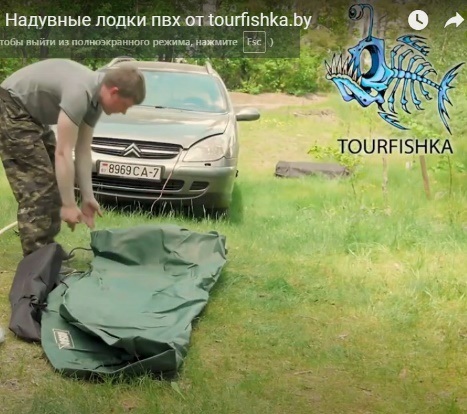 Надувные лодки пвх от tourfishka.by
чтобы выйти из полноэкранного режима, нажмите Esc )
TOURFISHKA
8969 CA-7